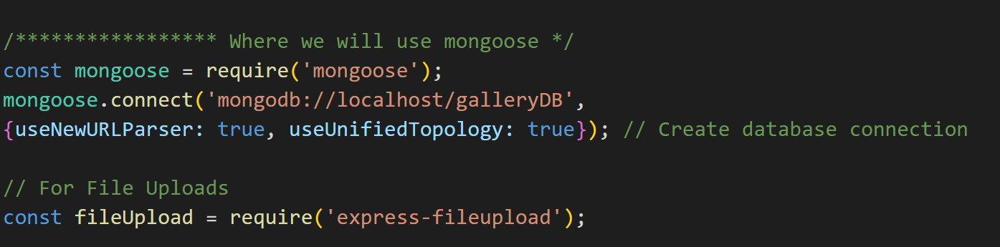 /***************** Where we will use mongoose */
const mongoose = require('mongoose');
mongoose.connect('mongodb://localhost/galleryDB',
{useNewURLParser: true, useUnifiedTopology: true}); // Create database connection
// For File Uploads
const fileUpload = require('express-fileupload');